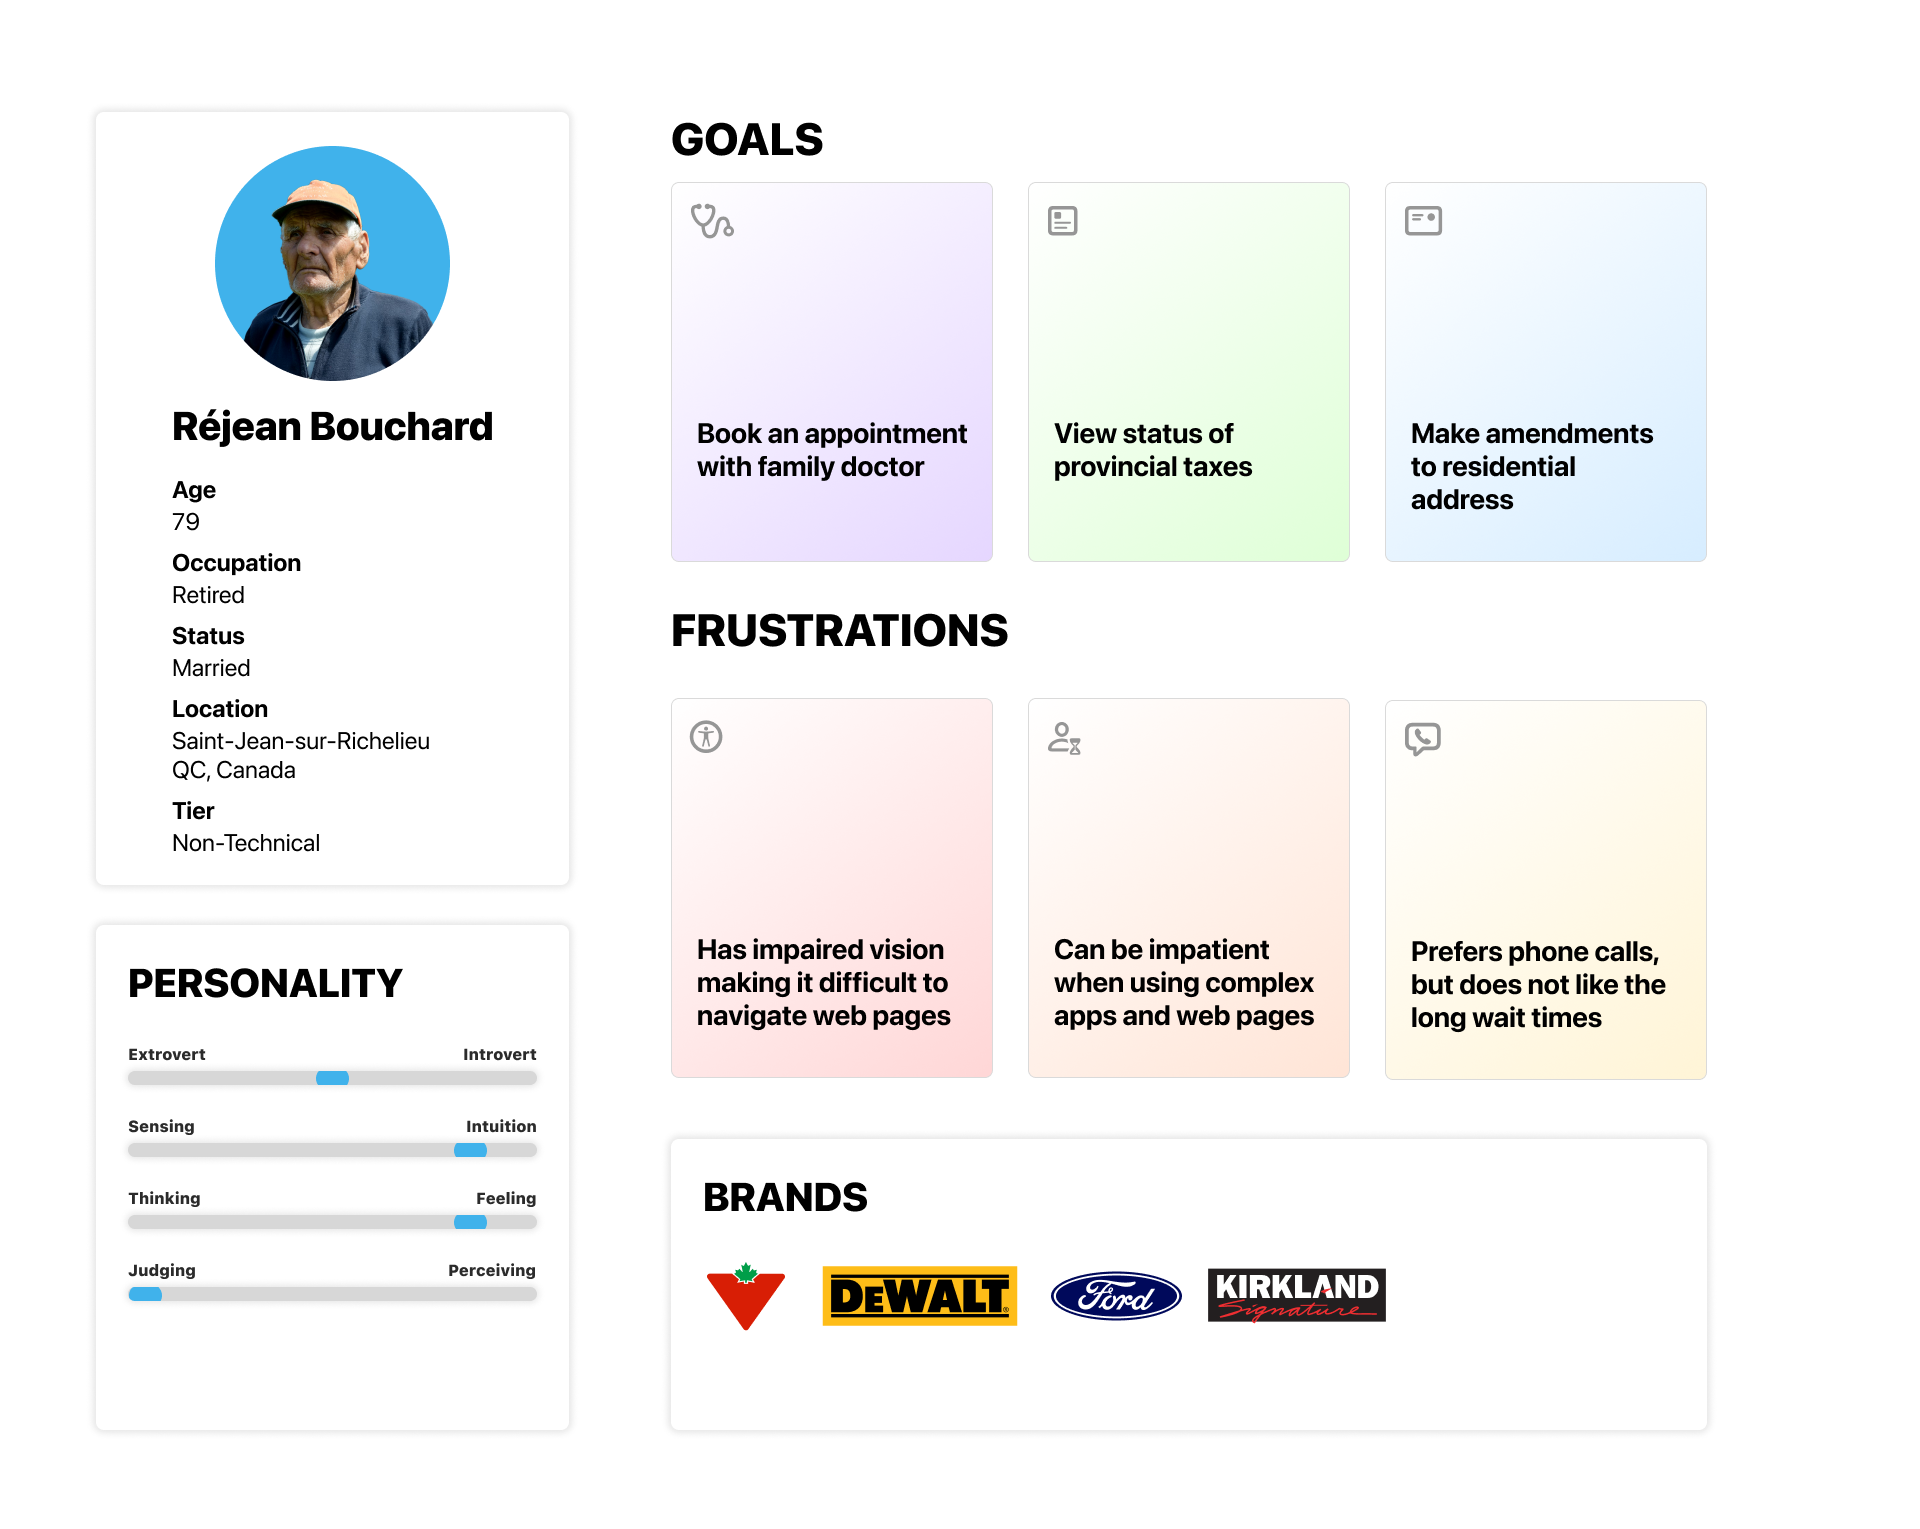 Réjean Bouchard
Age
79
Occupation
Retired
Status
Married
Location
Saint-Jean-sur-Richelieu
QC, Canada
Tier
Non-Technical
PERSONALITY
Extrovert Introvert
Sensing Intuition
Thinking Feeling
Judging Perceiving
GOALS
Book an appointment
with family doctor
View status of
provincial taxes
Make amendments
to residential
address
FRUSTRATIONS
Has impaired vision
making it difficult to
navigate web pages
Can be impatient
when using complex
apps and web pages
Prefers phone calls,
but does not like the
long wait times
BRANDS
DEWALT®
Ford
KIRKLAND
Signature